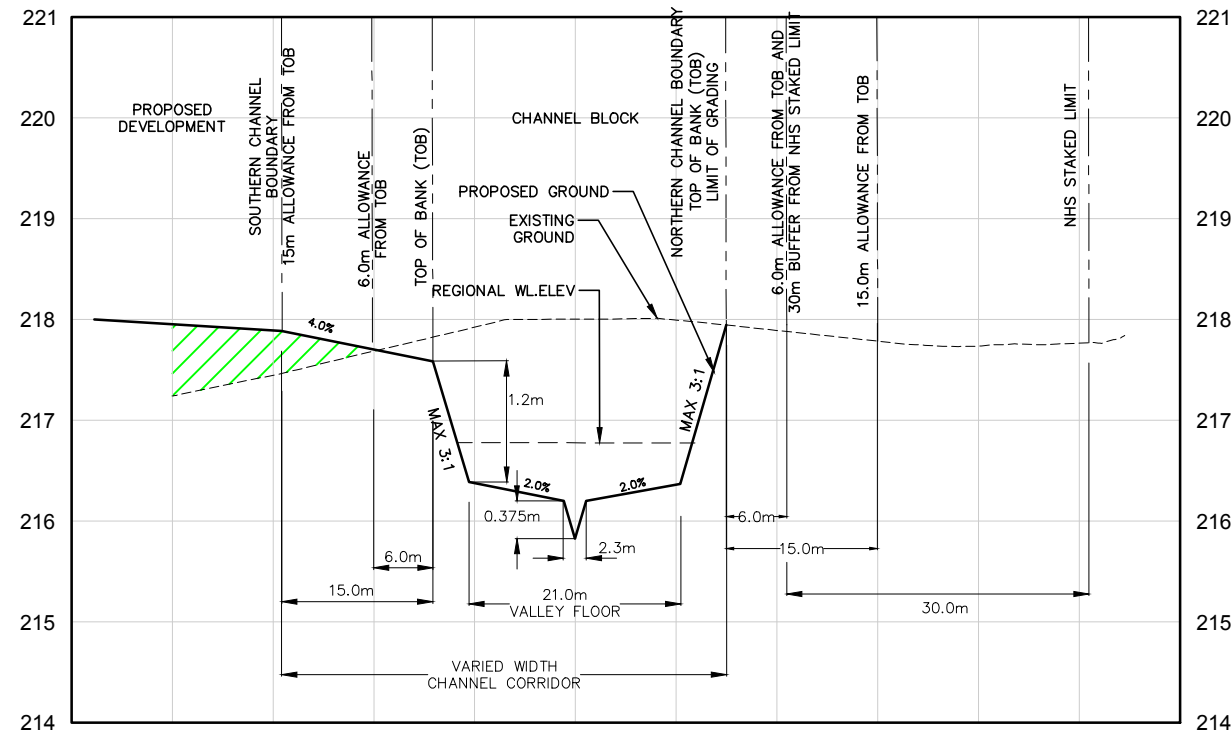 221
221
220
220
219
219
218
218
217
217
216
216
215
215
214
214
PROPOSED
DEVELOPMENT
SOUTHERN CHANNEL
BOUNDARY
15m ALLOWANCE FROM TOB
6.0m ALLOWANCE
FROM TOB
TOP OF BANK (TOB)
CHANNEL BLOCK
PROPOSED GROUND
EXISTING
GROUND
REGIONAL WL.ELEV
NORTHERN CHANNEL BOUNDARY
TOP OF BANK (TOB)
LIMIT OF GRADING
6.0m ALLOWANCE FROM TOB AND
30m BUFFER FROM NHS STAKED LIMIT
15.0m ALLOWANCE FROM TOB
NHS STAKED LIMIT
4.0%
MAX 3:1
1.2m
MAX 3:1
2.0%
2.0%
0.375m
2.3m
6.0m
15.0m
21.0m
VALLEY FLOOR
6.0m
15.0m
30.0m
VARIED WIDTH
CHANNEL CORRIDOR